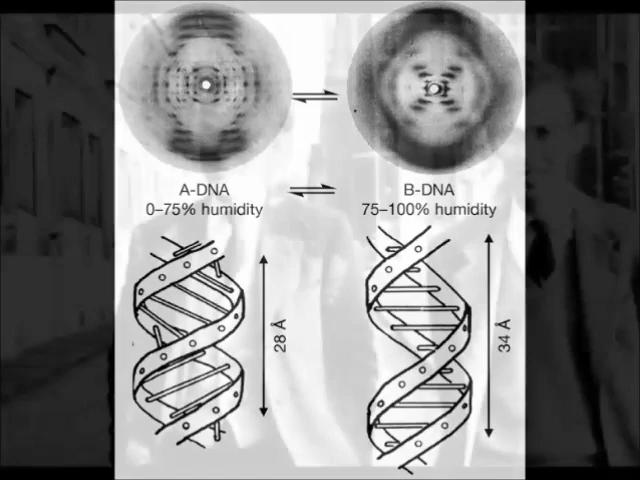 A-DNA
0–75% humidity
B-DNA
75–100% humidity
28 Å
34 Å